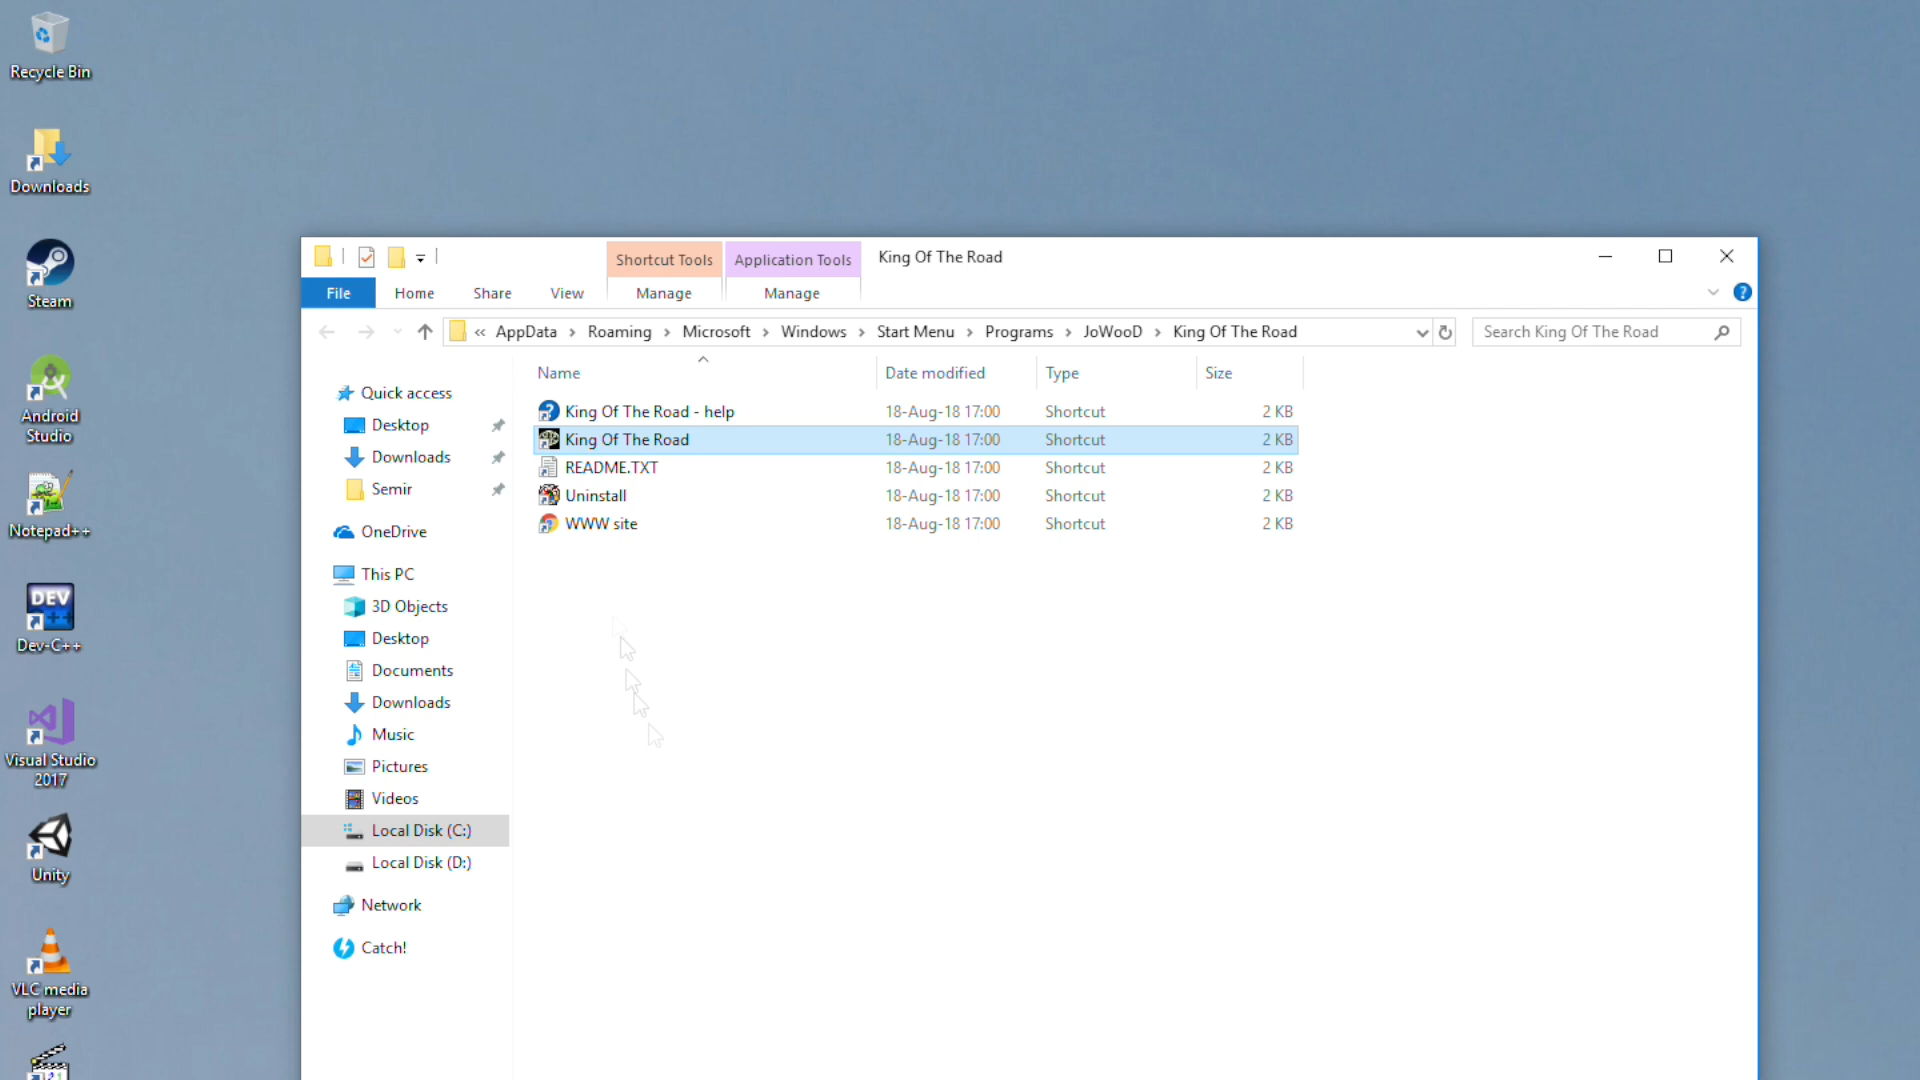 Recycle Bin
Downloads
Steam
Android
Studio
Notepad++
Dev-C++
Visual Studio
2017
Unity
VLC media
player
Shortcut Tools
Application Tools
King Of The Road
File
Home
Share
View
Manage
Manage
« AppData > Roaming > Microsoft > Windows > Start Menu > Programs > JoWooD > King Of The Road
Search King Of The Road
Name Date modified Type Size
King Of The Road - help 18-Aug-18 17:00 Shortcut 2 KB
King Of The Road 18-Aug-18 17:00 Shortcut 2 KB
README.TXT 18-Aug-18 17:00 Shortcut 2 KB
Uninstall 18-Aug-18 17:00 Shortcut 2 KB
WWW site 18-Aug-18 17:00 Shortcut 2 KB
Quick access
Desktop
Downloads
Semir
OneDrive
This PC
3D Objects
Desktop
Documents
Downloads
Music
Pictures
Videos
Local Disk (C:)
Local Disk (D:)
Network
Catch!